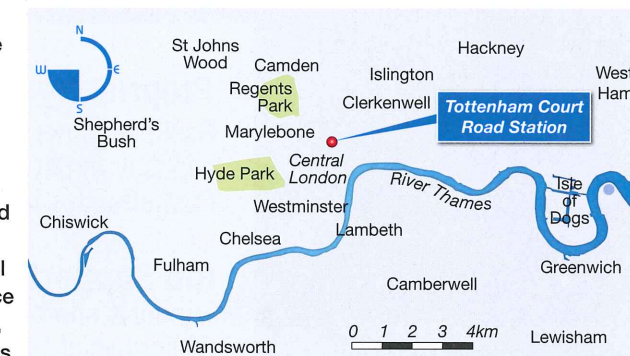 N
W
E
S
St Johns
Wood
Camden
Hackney
Islington
Regents
Park
Clerkenwell
West
Ham
Tottenham Court
Road Station
Shepherd's
Bush
Marylebone
Central
London
Hyde Park
River Thames
Isle
of
Dogs
Westminster
Chiswick
Chelsea
Lambeth
Fulham
Greenwich
Camberwell
0 1 2 3 4km
Wandsworth
Lewisham